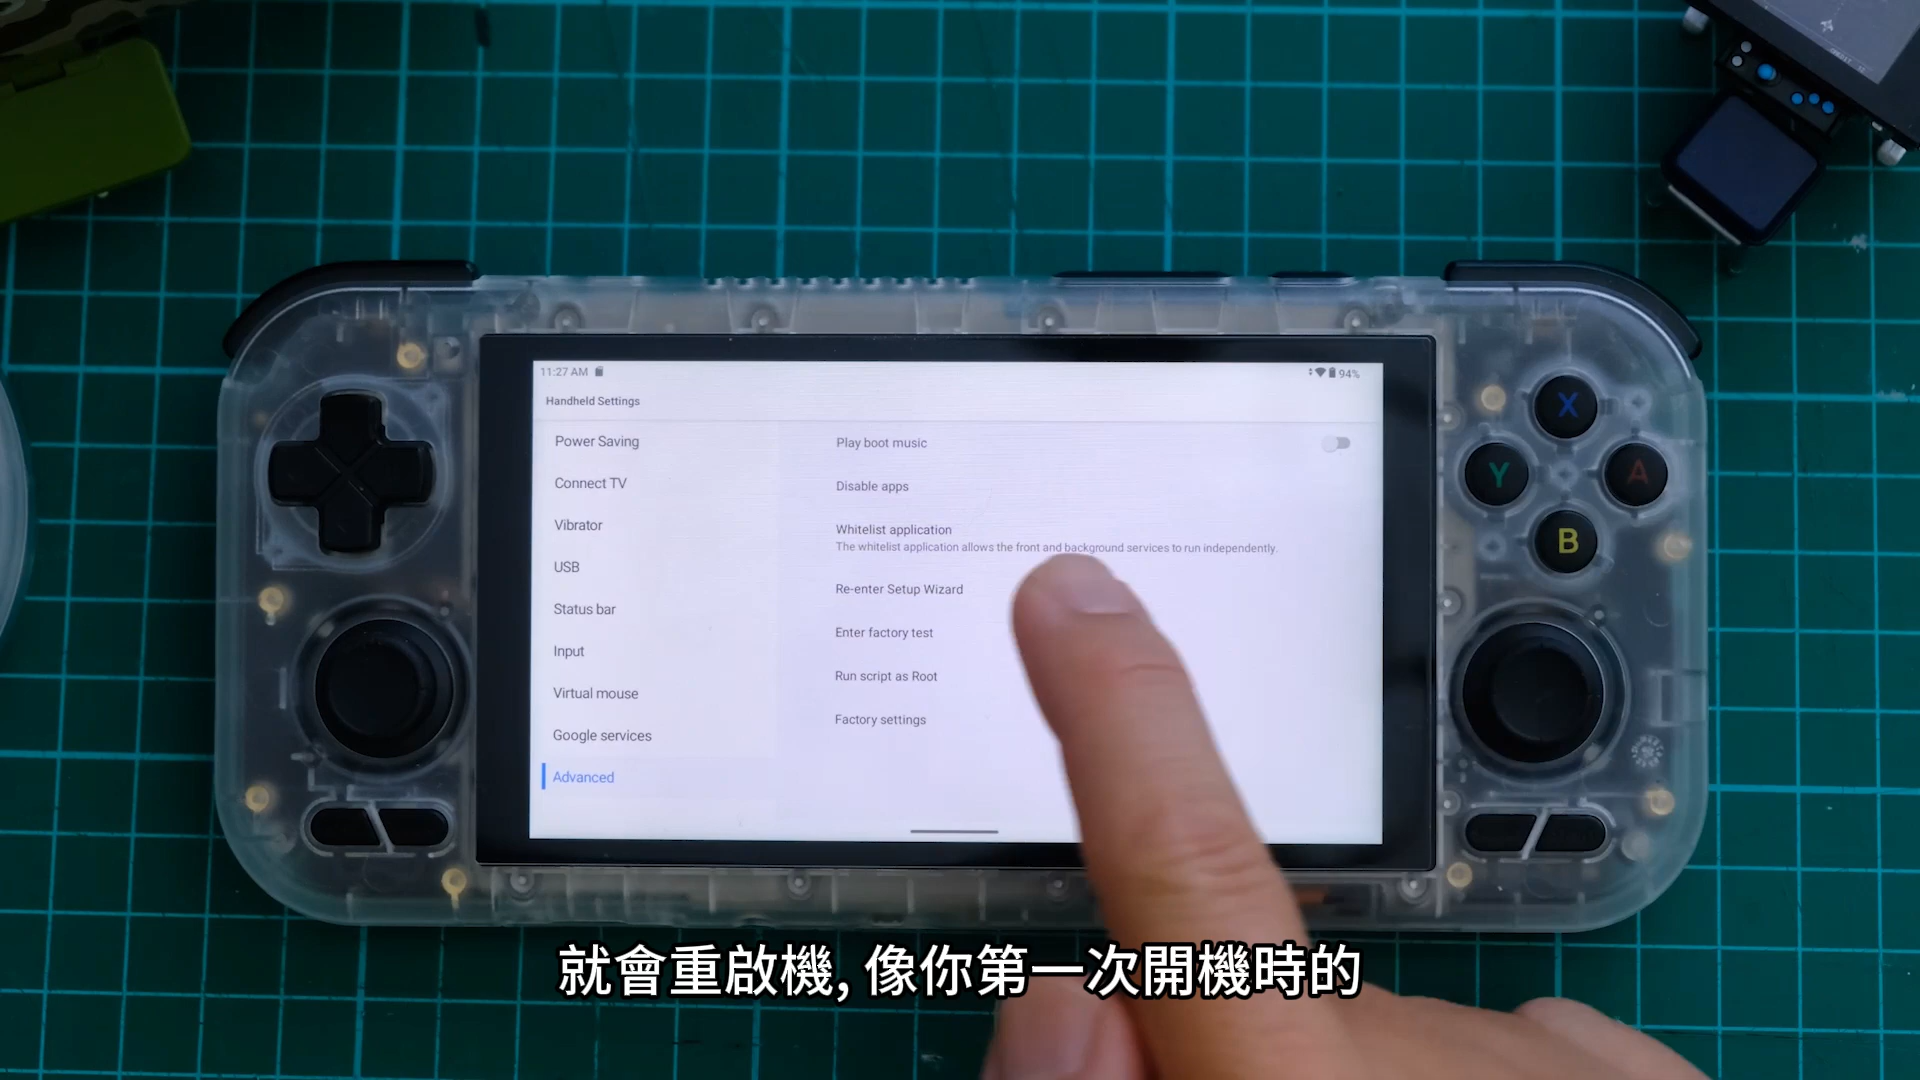 11:27 AM
94%
Handheld Settings
Power Saving
Connect TV
Vibrator
USB
Status bar
Input
Virtual mouse
Google services
Advanced
Play boot music
Disable apps
Whitelist application
The whitelist application allows the front and background services to run independently.
Re-enter Setup Wizard
Enter factory test
Run script as Root
Factory settings
X
Y
A
B
就會重啟機, 像你第一次開機時的